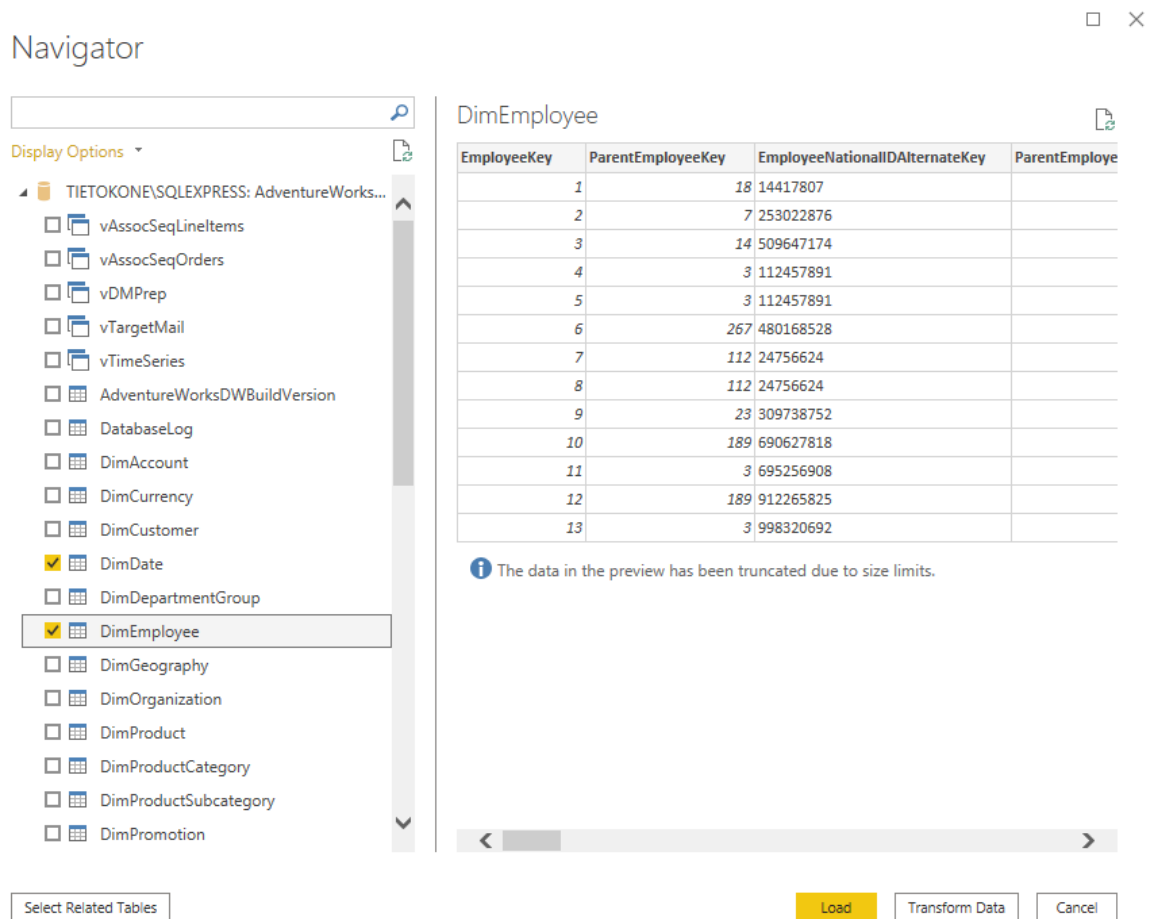 Navigator
Display Options
TIETOKONE\SQLEXPRESS: AdventureWorks...
vAssocSeqLineItems
vAssocSeqOrders
vDMPrep
vTargetMail
vTimeSeries
AdventureWorksDWBuildVersion
DatabaseLog
DimAccount
DimCurrency
DimCustomer
DimDate
DimDepartmentGroup
DimEmployee
DimGeography
DimOrganization
DimProduct
DimProductCategory
DimProductSubcategory
DimPromotion
DimEmployee
EmployeeKey ParentEmployeeKey EmployeeNationalIDAlternateKey ParentEmploye
1 18 14417807
2 7 253022876
3 14 509647174
4 3 112457891
5 3 112457891
6 267 480168528
7 112 24756624
8 112 24756624
9 23 309738752
10 189 690627818
11 3 695256908
12 189 912265825
13 3 998320692
The data in the preview has been truncated due to size limits.
Select Related Tables Load Transform Data Cancel